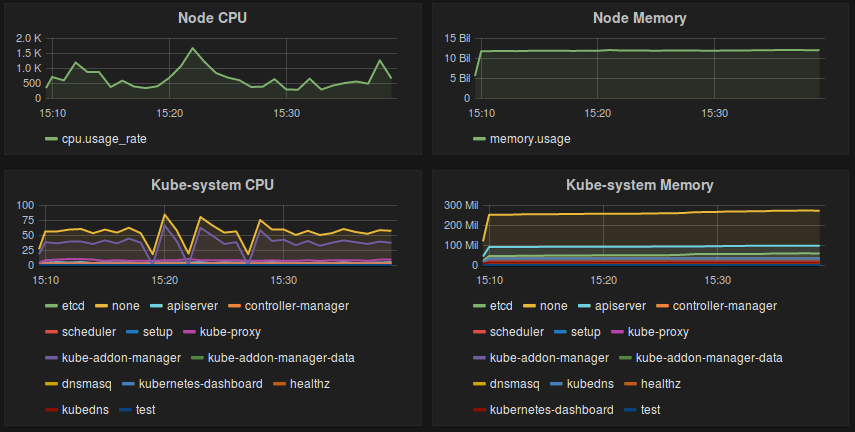 Node CPU
2.0 K
1.5 K
1.0 K
500
0
15:10 15:20 15:30
cpu.usage_rate
Node Memory
15 Bil
10 Bil
5 Bil
0
15:10 15:20 15:30
memory.usage
Kube-system CPU
100
75
50
25
0
15:10 15:20 15:30
etcd none apiserver controller-manager
scheduler setup kube-proxy
kube-addon-manager kube-addon-manager-data
dnsmasq kubernetes-dashboard healthz
kubedns test
Kube-system Memory
300 Mil
200 Mil
100 Mil
0
15:10 15:20 15:30
etcd none apiserver controller-manager
scheduler setup kube-proxy
kube-addon-manager kube-addon-manager-data
dnsmasq kubedns healthz
kubernetes-dashboard test